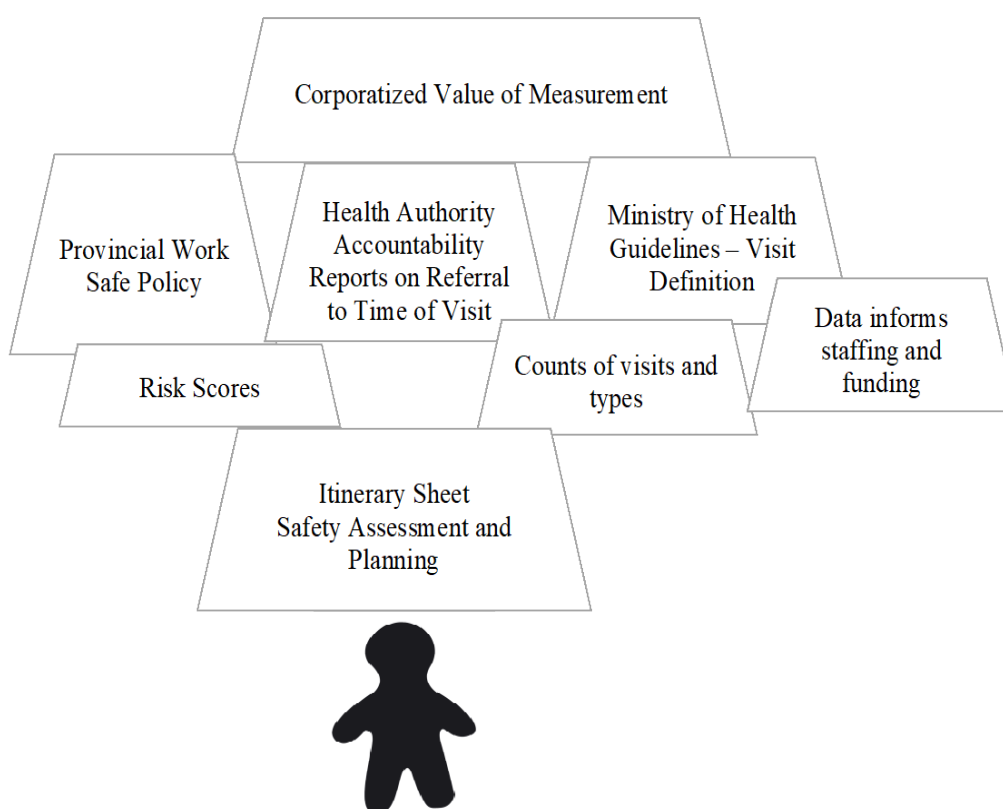 Corporatized Value of Measurement
Provincial Work
Safe Policy
Health Authority
Accountability
Reports on Referral
to Time of Visit
Ministry of Health
Guidelines – Visit
Definition
Data informs
staffing and
funding
Risk Scores
Counts of visits and
types
Itinerary Sheet
Safety Assessment and
Planning